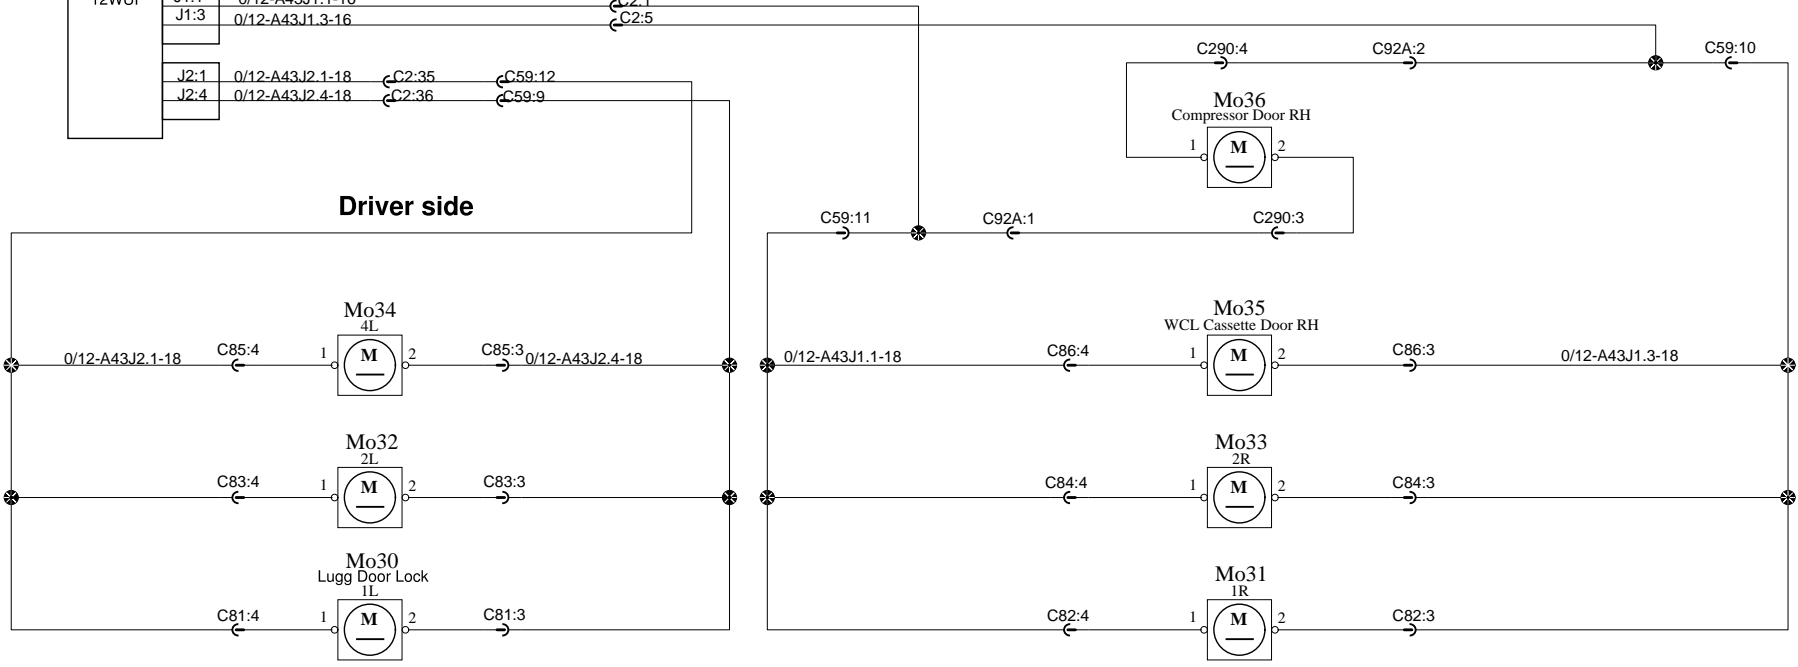 J1:3 0/12-A43J1.3-16 C2:5
C290:4 C92A:2 C59:10
J2:1 0/12-A43J2.1-18 C2:35 C59:12
J2:4 0/12-A43J2.4-18 C2:36 C59:9
Mo36
Compressor Door RH
1 M 2
Driver side
C59:11 C92A:1 C290:3
Mo34
4L
0/12-A43J2.1-18 C85:4 1 M 2 C85:3 0/12-A43J2.4-18
Mo35
WCL Cassette Door RH
0/12-A43J1.1-18 C86:4 1 M 2 C86:3 0/12-A43J1.3-18
Mo32
2L
C83:4 1 M 2 C83:3
Mo33
2R
C84:4 1 M 2 C84:3
Mo30
Lugg Door Lock
1L
C81:4 1 M 2 C81:3
Mo31
1R
C82:4 1 M 2 C82:3